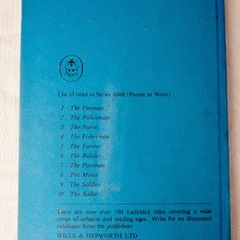 List of titles in Series 606B (People at Work)
1 The Fireman
2 The Policeman
3 The Nurse
4 The Fisherman
5 The Farmer
6 The Builder
7 The Postman
8 The Miner
9 The Soldier
10 The Sailor
There are now over 180 Ladybird titles covering a wide
range of subjects and reading ages. Write for an illustrated
catalogue from the publishers
WILLS & HEPWORTH LTD